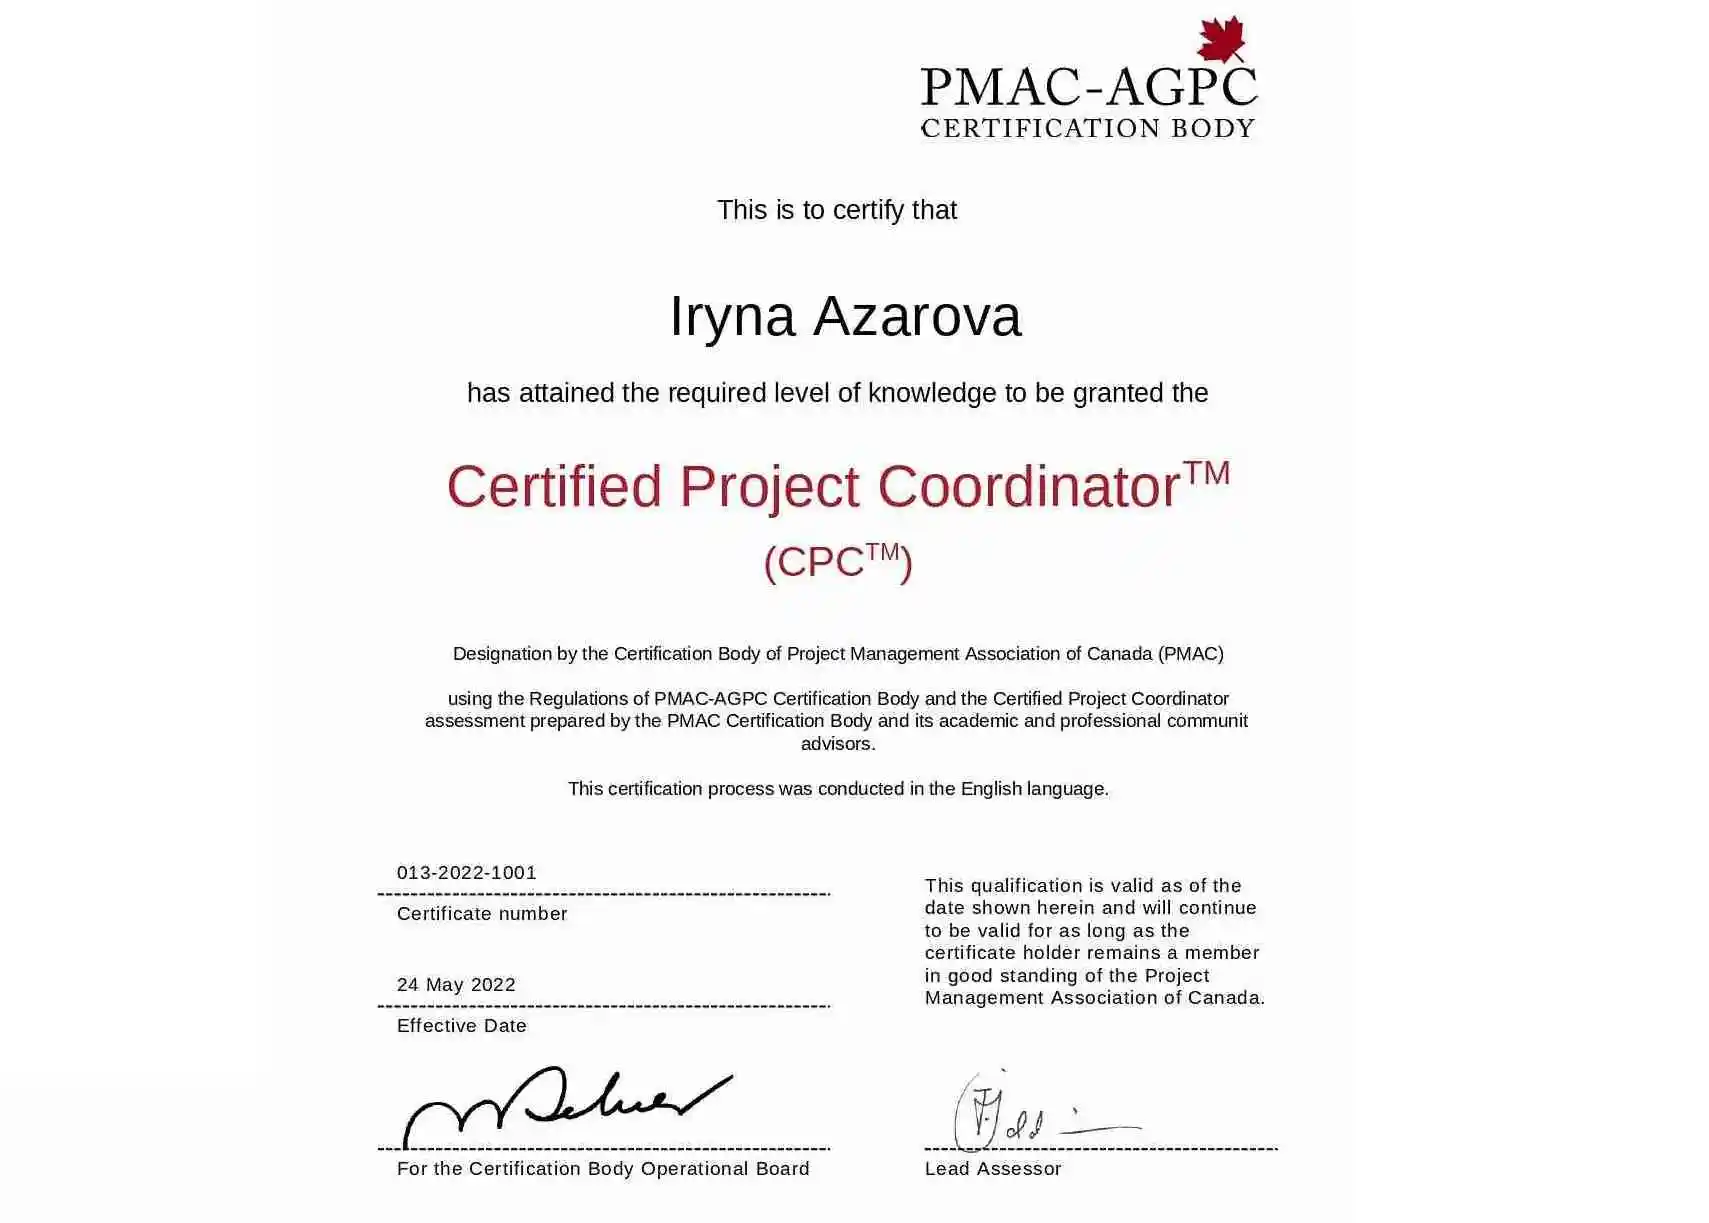 PMAC-AGPC
CERTIFICATION BODY
This is to certify that
Iryna Azarova
has attained the required level of knowledge to be granted the
Certified Project Coordinator™
(CPC™)
Designation by the Certification Body of Project Management Association of Canada (PMAC)
using the Regulations of PMAC-AGPC Certification Body and the Certified Project Coordinator
assessment prepared by the PMAC Certification Body and its academic and professional communit
advisors.
This certification process was conducted in the English language.
013-2022-1001
Certificate number
24 May 2022
Effective Date
For the Certification Body Operational Board
This qualification is valid as of the
date shown herein and will continue
to be valid for as long as the
certificate holder remains a member
in good standing of the Project
Management Association of Canada.
Lead Assessor